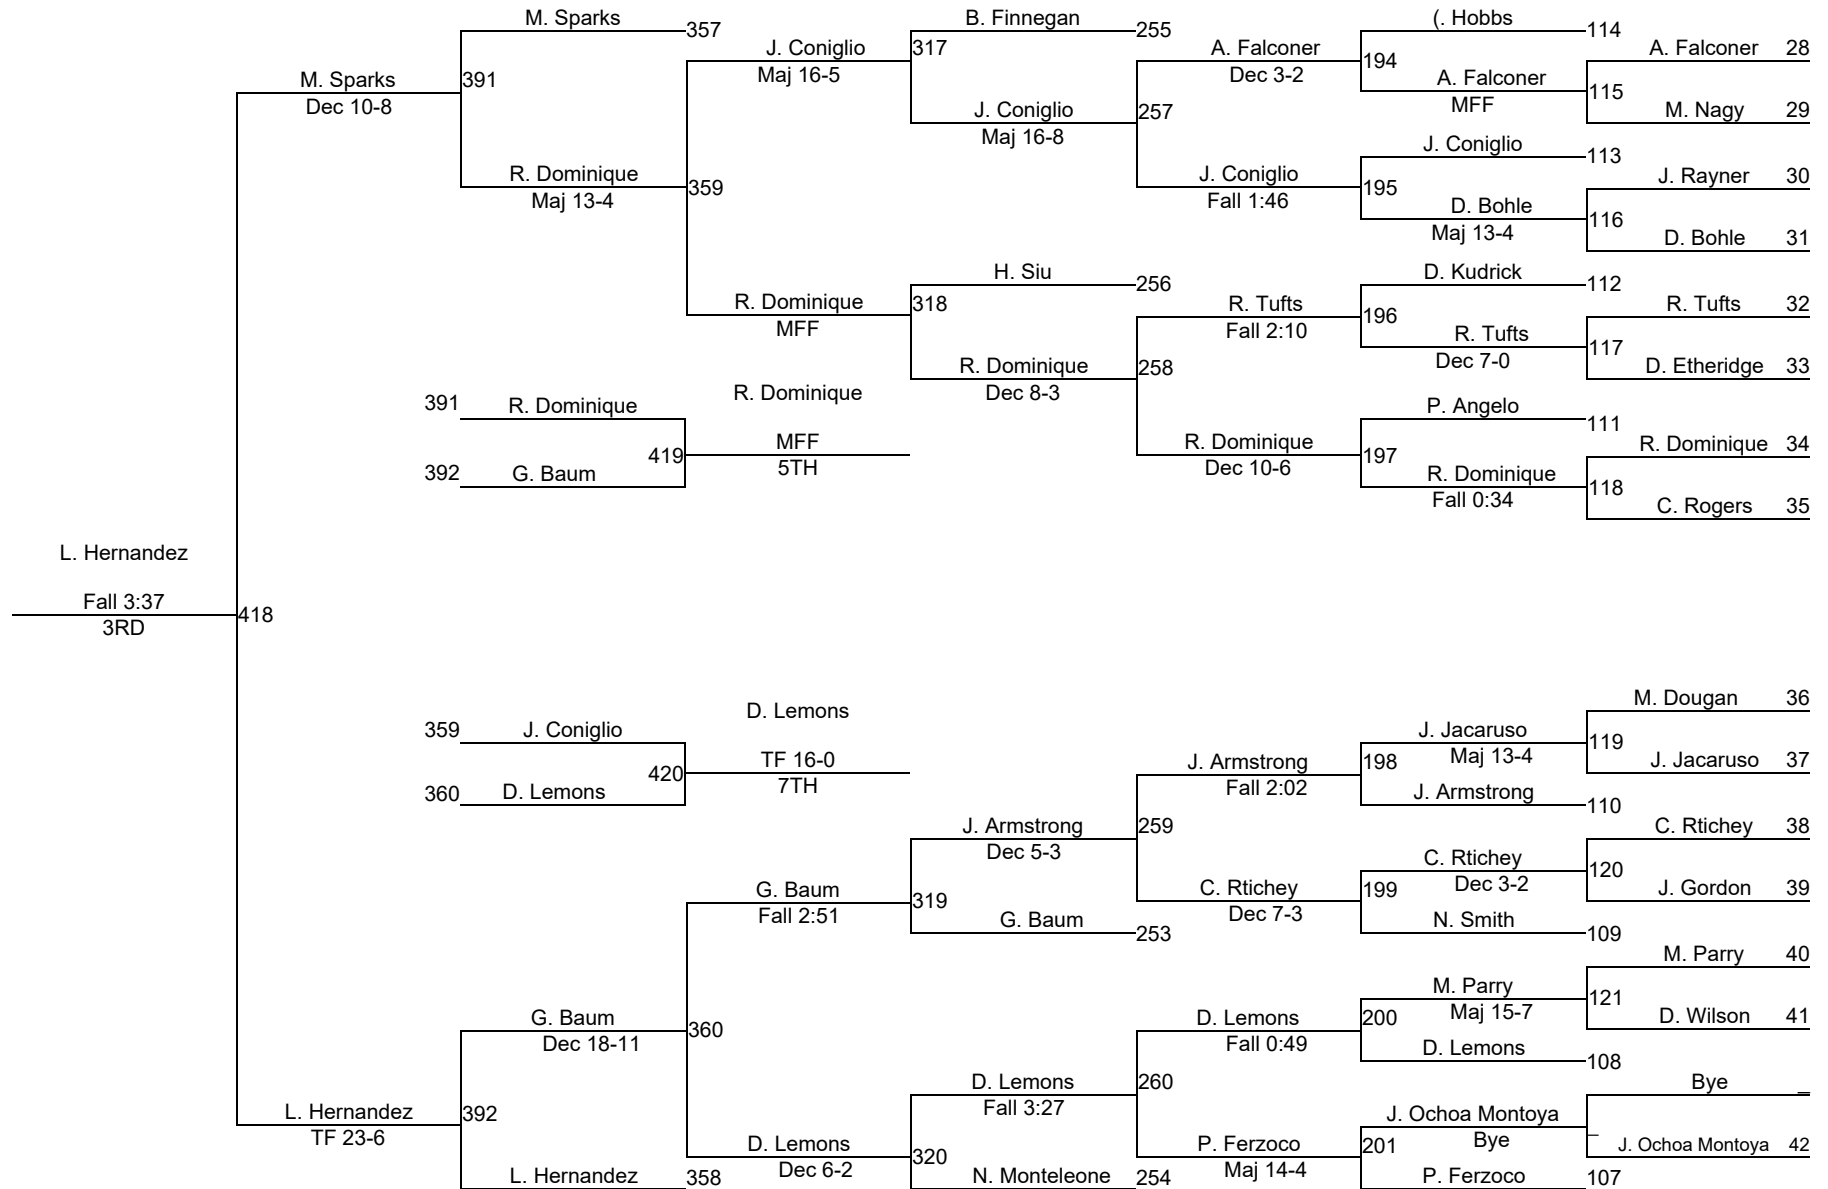 M. Sparks
357
B. Finnegan
255
(. Hobbs
114
J. Coniglio
317
A. Falconer
194
A. Falconer 28
M. Sparks
391
Maj 16-5
Dec 3-2
A. Falconer
115
Dec 10-8
J. Coniglio
257
MFF
M. Nagy 29
Maj 16-8
J. Coniglio
113
R. Dominique
359
J. Coniglio
195
J. Rayner 30
Maj 13-4
Fall 1:46
D. Bohle
116
Maj 13-4
D. Bohle 31
H. Siu
256
D. Kudrick
112
R. Dominique
318
R. Tufts
196
R. Tufts 32
MFF
Fall 2:10
R. Tufts
117
R. Dominique
258
Dec 7-0
D. Etheridge 33
391
R. Dominique
R. Dominique
Dec 8-3
P. Angelo
111
419
MFF
R. Dominique
197
R. Dominique 34
392
G. Baum
5TH
Dec 10-6
R. Dominique
118
Fall 0:34
C. Rogers 35
L. Hernandez
Fall 3:37
418
3RD
M. Dougan 36
359
J. Coniglio
D. Lemons
J. Jacaruso
119
420
TF 16-0
J. Armstrong
198
Maj 13-4
J. Jacaruso 37
360
D. Lemons
7TH
Fall 2:02
J. Armstrong
110
J. Armstrong
259
C. Rtichey 38
Dec 5-3
C. Rtichey
120
G. Baum
319
C. Rtichey
199
Dec 3-2
J. Gordon 39
Fall 2:51
G. Baum
253
Dec 7-3
N. Smith
109
M. Parry 40
M. Parry
121
G. Baum
360
D. Lemons
200
Maj 15-7
D. Wilson 41
Dec 18-11
Fall 0:49
D. Lemons
108
D. Lemons
260
Bye _
L. Hernandez
392
Fall 3:27
J. Ochoa Montoya
_
TF 23-6
D. Lemons
320
P. Ferzoco
201
Bye
J. Ochoa Montoya 42
L. Hernandez
358
Dec 6-2
N. Monteleone
254
Maj 14-4
P. Ferzoco
107